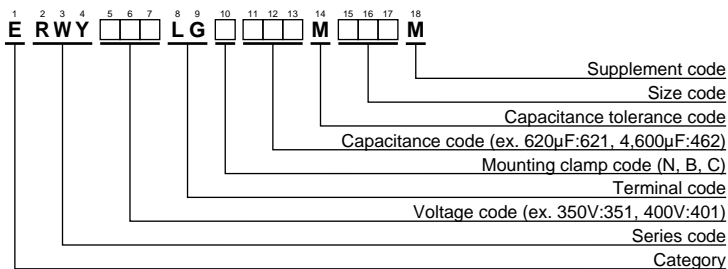 1 2 3 4 5 6 7 8 9 10 11 12 13 14 15 16 17 18
E RWY □□□ LG □ □□□ M □□□ M
Supplement code
Size code
Capacitance tolerance code
Capacitance code (ex. 620µF:621, 4,600µF:462)
Mounting clamp code (N, B, C)
Terminal code
Voltage code (ex. 350V:351, 400V:401)
Series code
Category